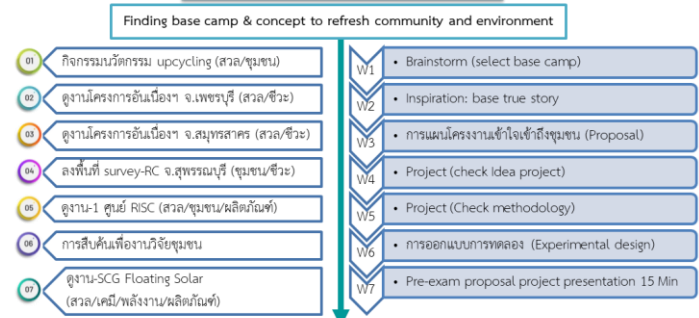 Finding base camp & concept to refresh community and environment
01 กิจกรรมนวัตกรรม upcycling (สวล/ชุมชน)
02 ดูงานโครงการอันเนื่องฯ จ.เพชรบุรี (สวล/ชีวะ)
03 ดูงานโครงการอันเนื่องฯ จ.สมุทรสาคร (สวล/ชีวะ)
04 ลงพื้นที่ survey-RC จ.สุพรรณบุรี (ชุมชน/ชีวะ)
05 ดูงาน-1 ศูนย์ RISC (สวล/ชุมชน/ผลิตภัณฑ์)
06 การสืบค้นเพื่องานวิจัยชุมชน
07 ดูงาน-SCG Floating Solar
(สวล/เคมี/พลังงาน/ผลิตภัณฑ์)
W1 • Brainstorm (select base camp)
W2 • Inspiration: base true story
W3 • การแผนโครงงานเข้าใจเข้าถึงชุมชน (Proposal)
W4 • Project (check Idea project)
W5 • Project (Check methodology)
W6 • การออกแบบการทดลอง (Experimental design)
W7 • Pre-exam proposal project presentation 15 Min